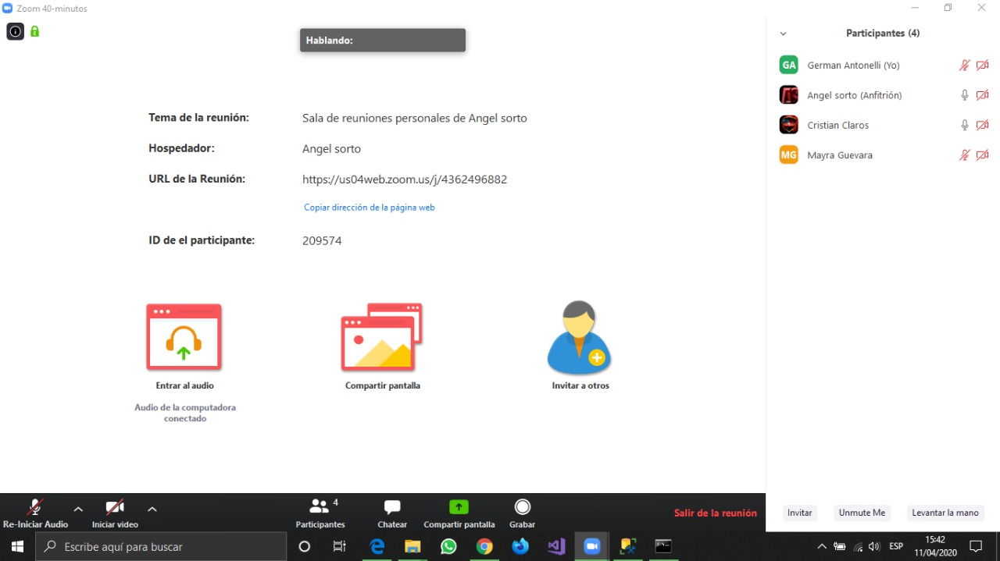 Zoom 40-minutos
Hablando:
Tema de la reunión: Sala de reuniones personales de Angel sorto
Hospedador: Angel sorto
URL de la Reunión: https://us04web.zoom.us/j/4362496882
Copiar dirección de la página web
ID de el participante: 209574
Entrar al audio
Audio de la computadora
conectado
Compartir pantalla
Invitar a otros
Participantes (4)
GA German Antonelli (Yo)
Angel sorto (Anfitrión)
Cristian Claros
MG Mayra Guevara
Re-Iniciar Audio
Iniciar video
4
Participantes
Chatear
Compartir pantalla
Grabar
Salir de la reunión
Invitar
Unmute Me
Levantar la mano
Escribe aquí para buscar
ESP
15:42
11/04/2020